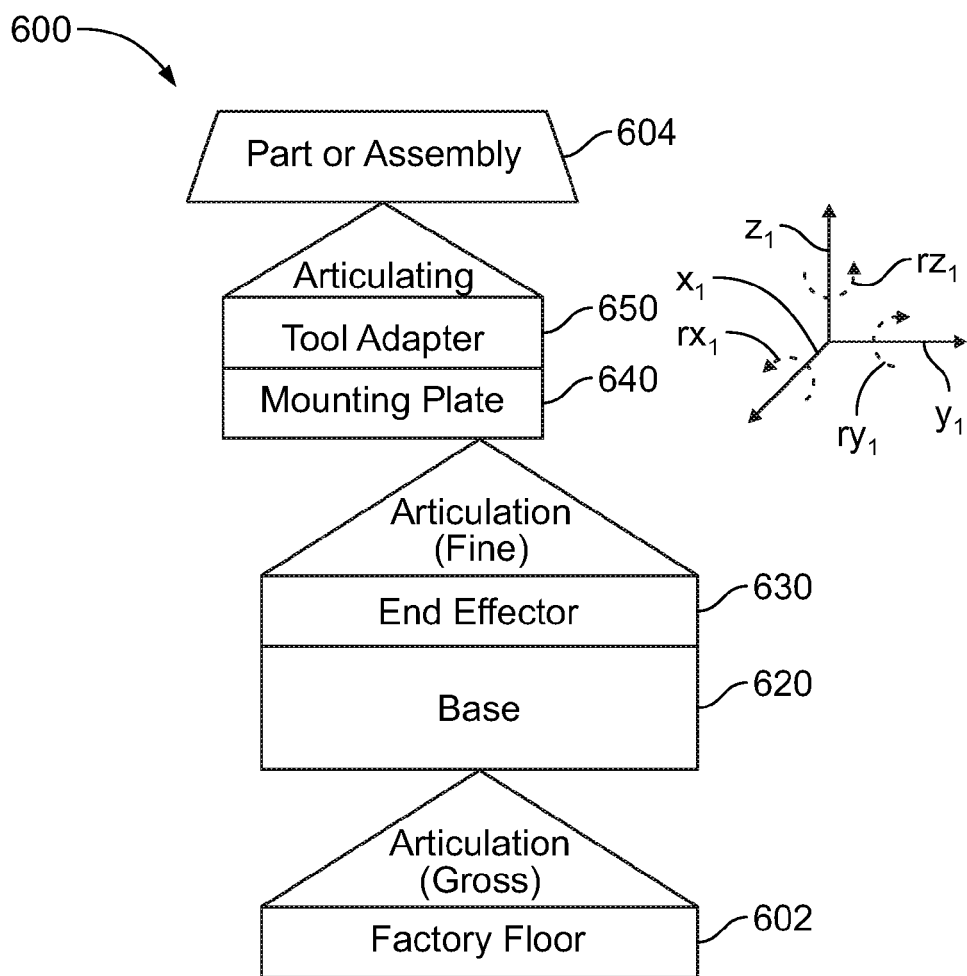 600
Part or Assembly
604
Articulating
Tool Adapter
650
Mounting Plate
640
z₁
rz₁
x₁
rx₁
ry₁
y₁
Articulation
(Fine)
End Effector
630
Base
620
Articulation
(Gross)
Factory Floor
602